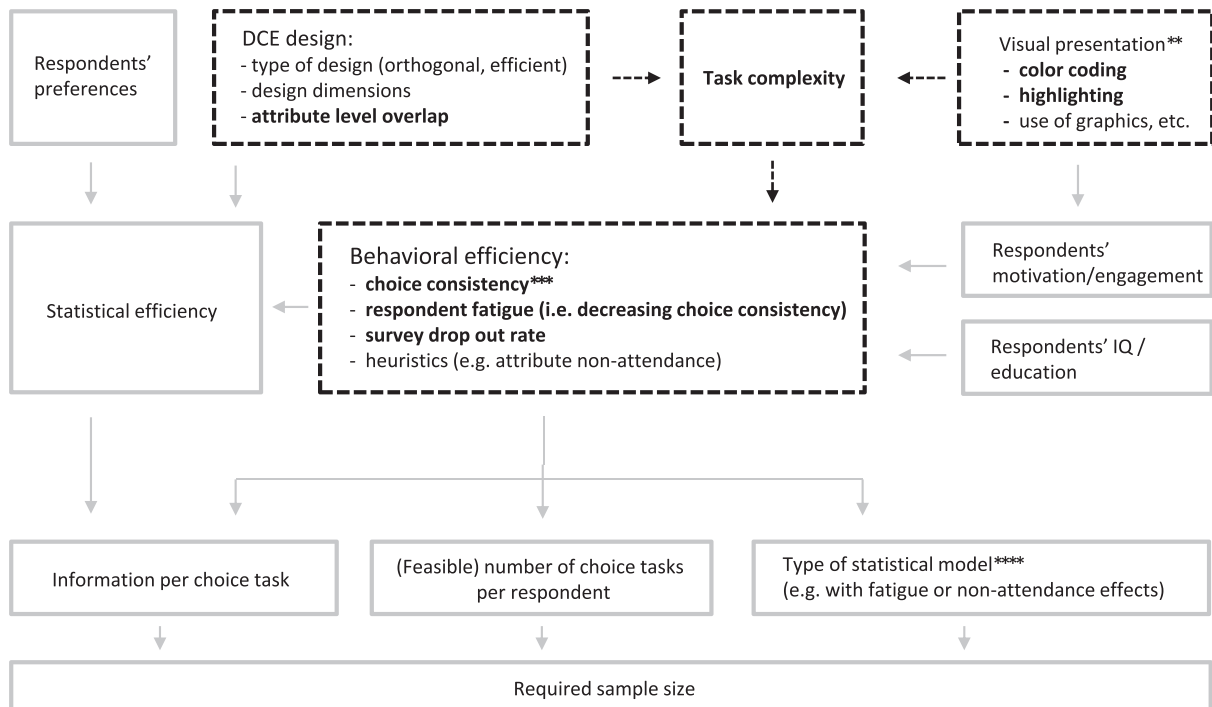 Respondents’
preferences
DCE design:
- type of design (orthogonal, efficient)
- design dimensions
- attribute level overlap
Task complexity
Visual presentation**
- color coding
- highlighting
- use of graphics, etc.
Statistical efficiency
Behavioral efficiency:
- choice consistency***
- respondent fatigue (i.e. decreasing choice consistency)
- survey drop out rate
- heuristics (e.g. attribute non-attendance)
Respondents’
motivation/engagement
Respondents’ IQ /
education
Information per choice task
(Feasible) number of choice tasks
per respondent
Type of statistical model****
(e.g. with fatigue or non-attendance effects)
Required sample size